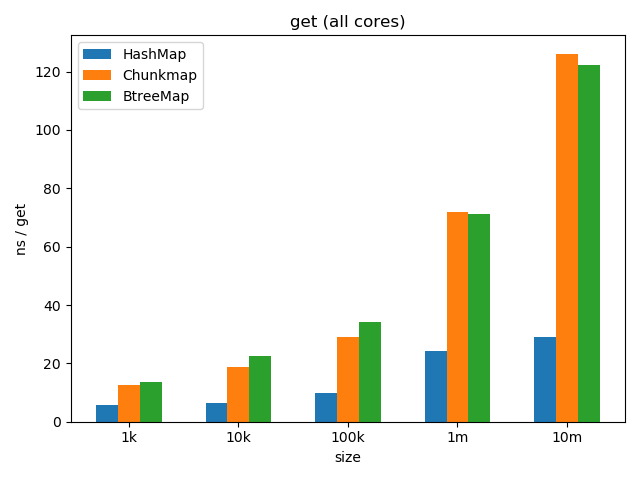 get (all cores)
HashMap
Chunkmap
BtreeMap
ns / get
120
100
80
60
40
20
0
1k 10k 100k 1m 10m
size